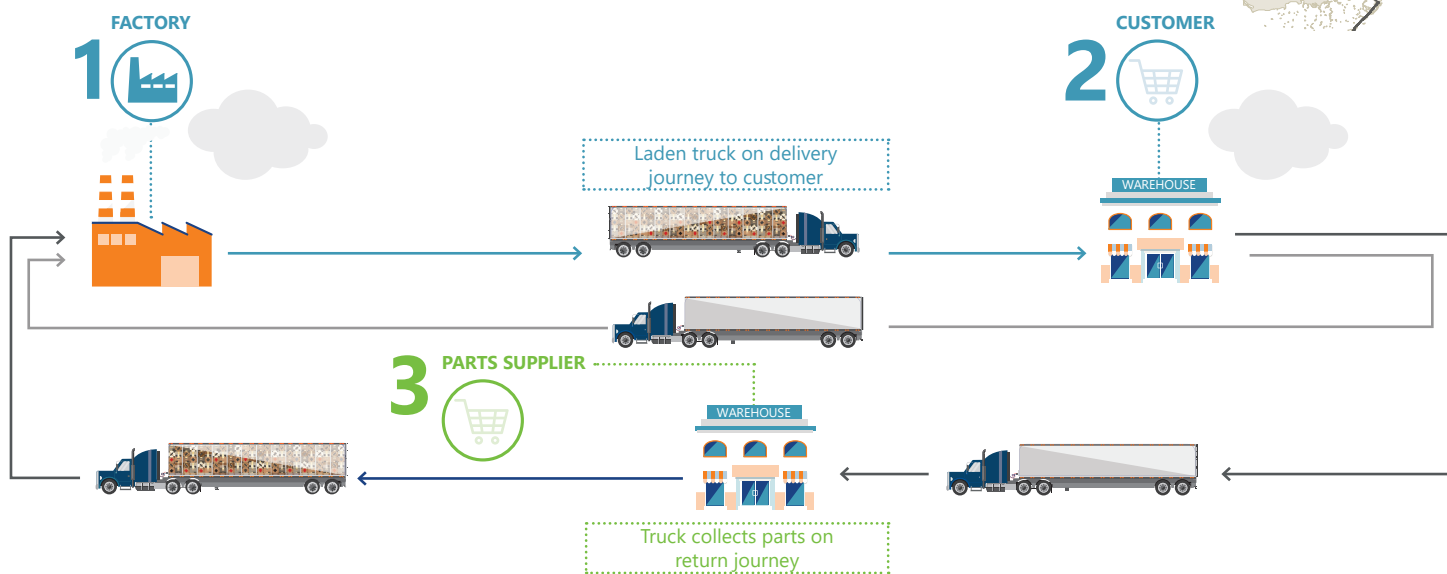 FACTORY
1
CUSTOMER
2
Laden truck on delivery
journey to customer
WAREHOUSE
3
PARTS SUPPLIER
WAREHOUSE
Truck collects parts on
return journey